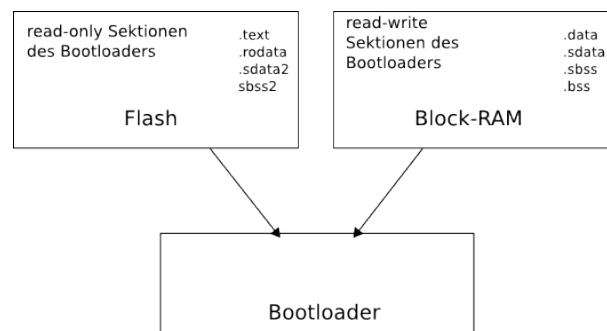 read-only Sektionen
des Bootloaders
.text
.rodata
.sdata2
sbss2
Flash
read-write
Sektionen des
Bootloaders
.data
.sdata
.sbss
.bss
Block-RAM
Bootloader